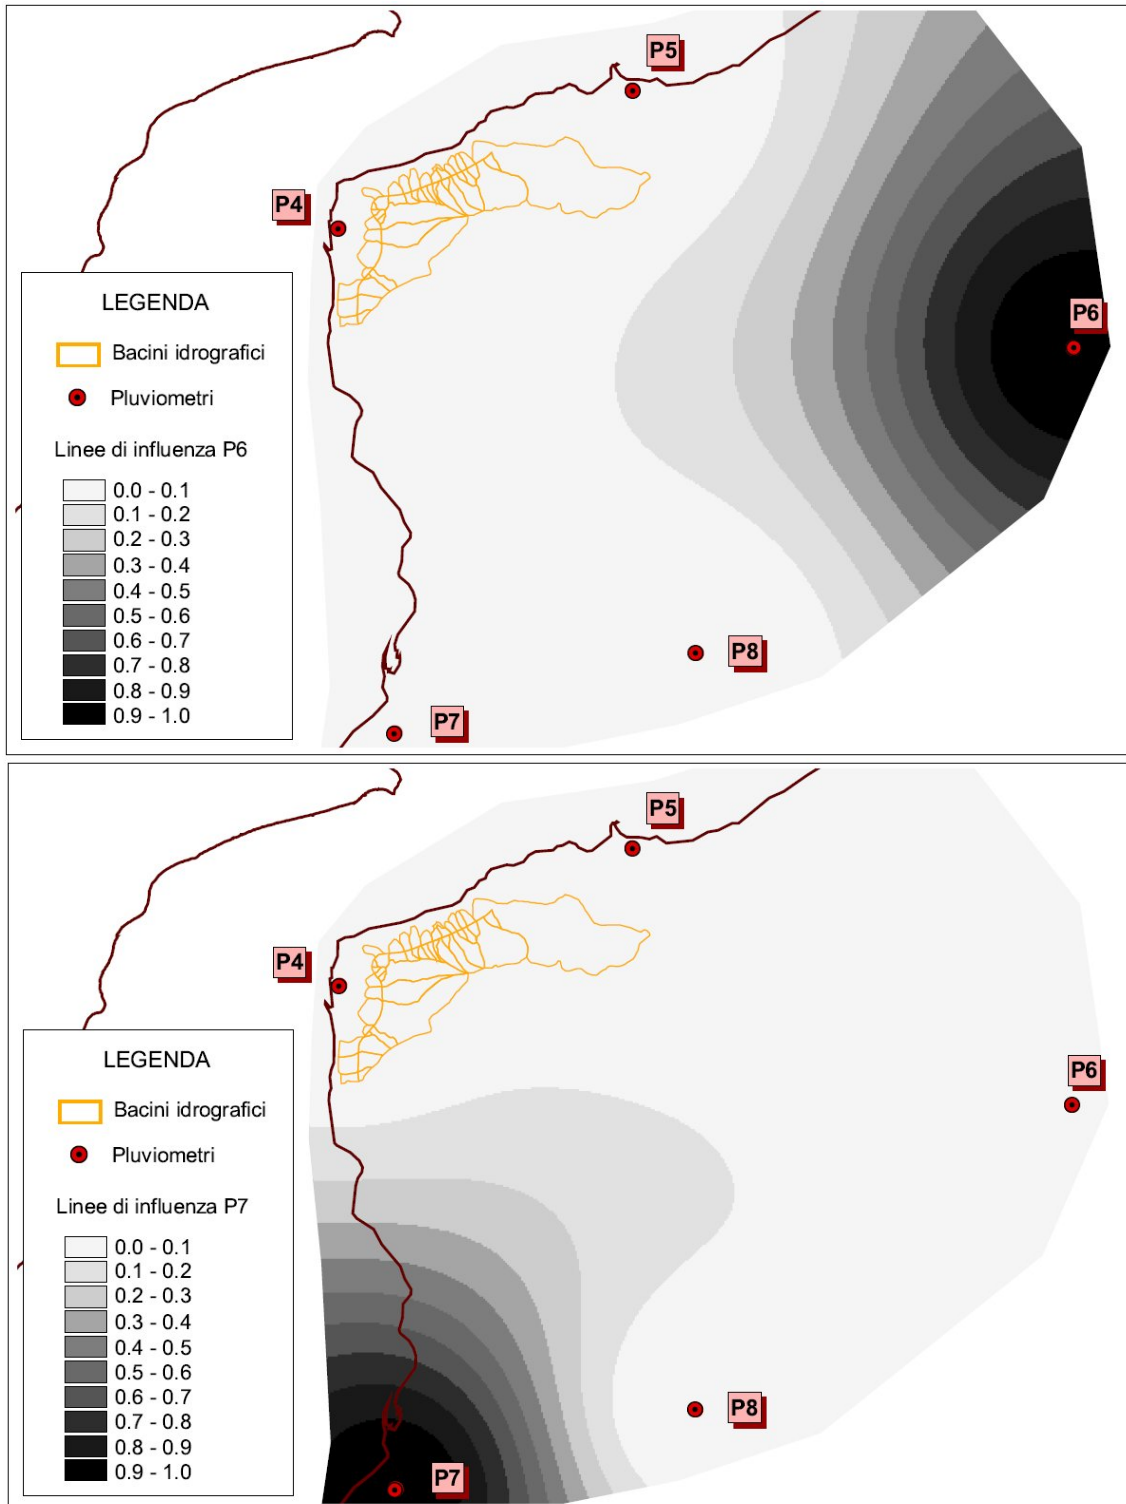 P5
P4
P6
LEGENDA
Bacini idrografici
Pluviometri
Linee di influenza P6
0.0 - 0.1
0.1 - 0.2
0.2 - 0.3
0.3 - 0.4
0.4 - 0.5
0.5 - 0.6
0.6 - 0.7
0.7 - 0.8
0.8 - 0.9
0.9 - 1.0
P8
P7
P5
P4
P6
LEGENDA
Bacini idrografici
Pluviometri
Linee di influenza P7
0.0 - 0.1
0.1 - 0.2
0.2 - 0.3
0.3 - 0.4
0.4 - 0.5
0.5 - 0.6
0.6 - 0.7
0.7 - 0.8
0.8 - 0.9
0.9 - 1.0
P8
P7